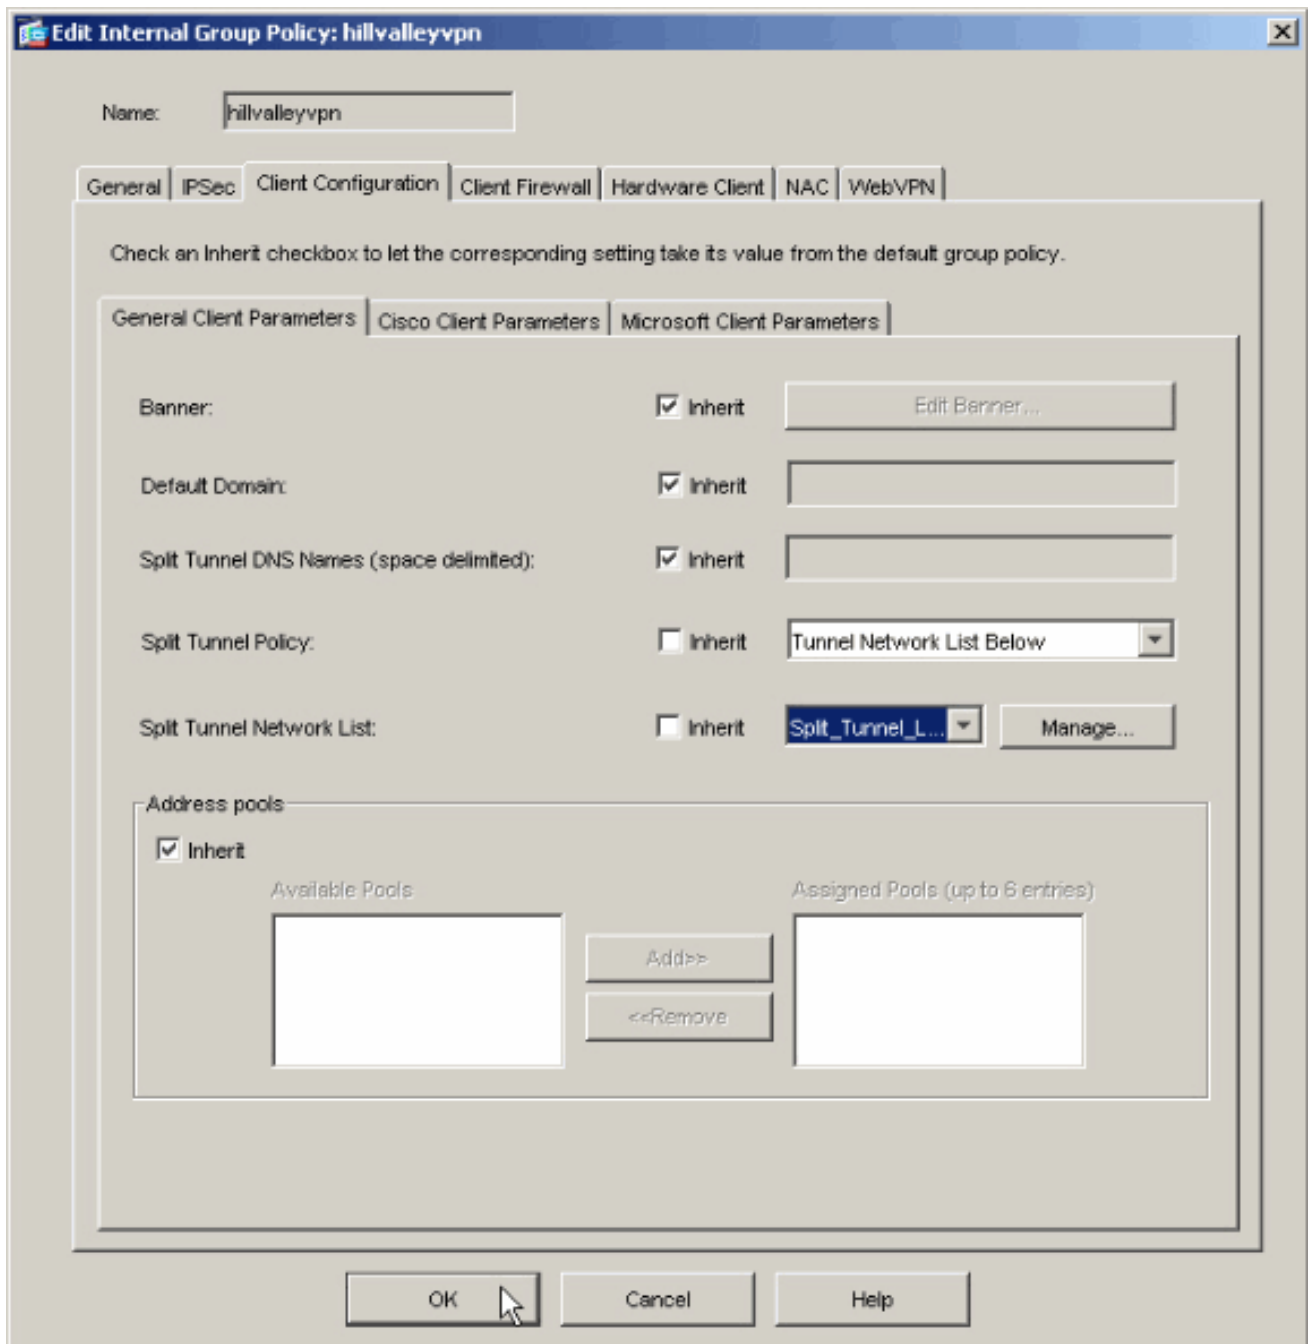 Edit Internal Group Policy: hillvalleyvpn
Name: hillvalleyvpn
General IPSec Client Configuration Client Firewall Hardware Client NAC WebVPN
Check an Inherit checkbox to let the corresponding setting take its value from the default group policy.
General Client Parameters Cisco Client Parameters Microsoft Client Parameters
Banner: Inherit Edit Banner...
Default Domain: Inherit
Split Tunnel DNS Names (space delimited): Inherit
Split Tunnel Policy: Inherit Tunnel Network List Below
Split Tunnel Network List: Inherit Split_Tunnel_L... Manage...
Address pools
Inherit
Available Pools Assigned Pools (up to 6 entries)
Add>>
<<Remove
OK Cancel Help